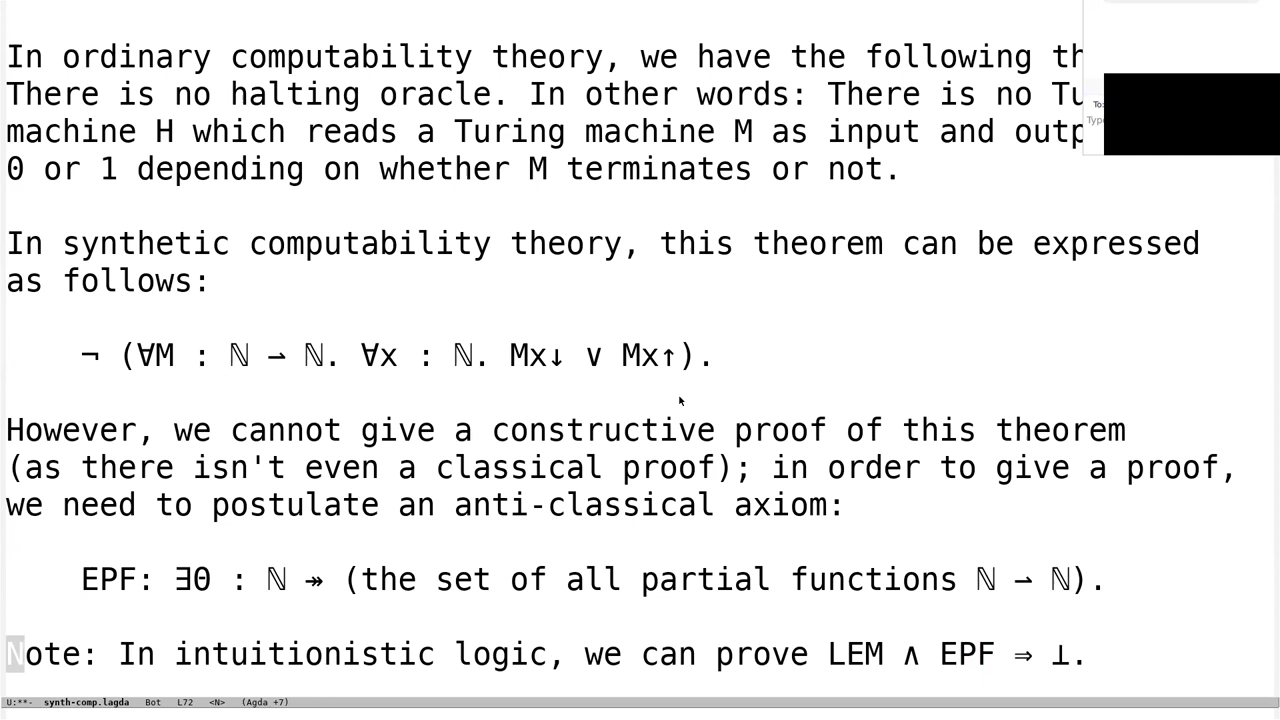 In ordinary computability theory, we have the following th
There is no halting oracle. In other words: There is no Tu
machine H which reads a Turing machine M as input and outp
0 or 1 depending on whether M terminates or not.
In synthetic computability theory, this theorem can be expressed
as follows:
¬ (∀M : ℕ ⇀ ℕ. ∀x : ℕ. Mx↓ ∨ Mx↑).
However, we cannot give a constructive proof of this theorem
(as there isn't even a classical proof); in order to give a proof,
we need to postulate an anti-classical axiom:
EPF: ∃θ : ℕ ↠ (the set of all partial functions ℕ ⇀ ℕ).
Note: In intuitionistic logic, we can prove LEM ∧ EPF ⇒ ⊥.
U:**- synth-comp.lagda Bot L72 <N> (Agda +7)
To:
Type